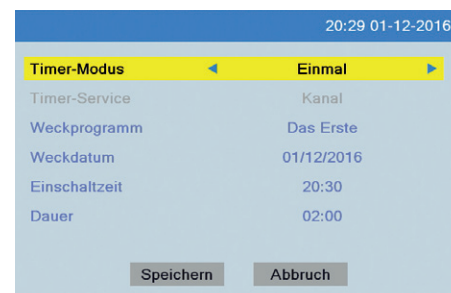 20:29 01-12-2016
Timer-Modus Einmal
Timer-Service Kanal
Weckprogramm Das Erste
Weckdatum 01/12/2016
Einschaltzeit 20:30
Dauer 02:00
Speichern Abbruch